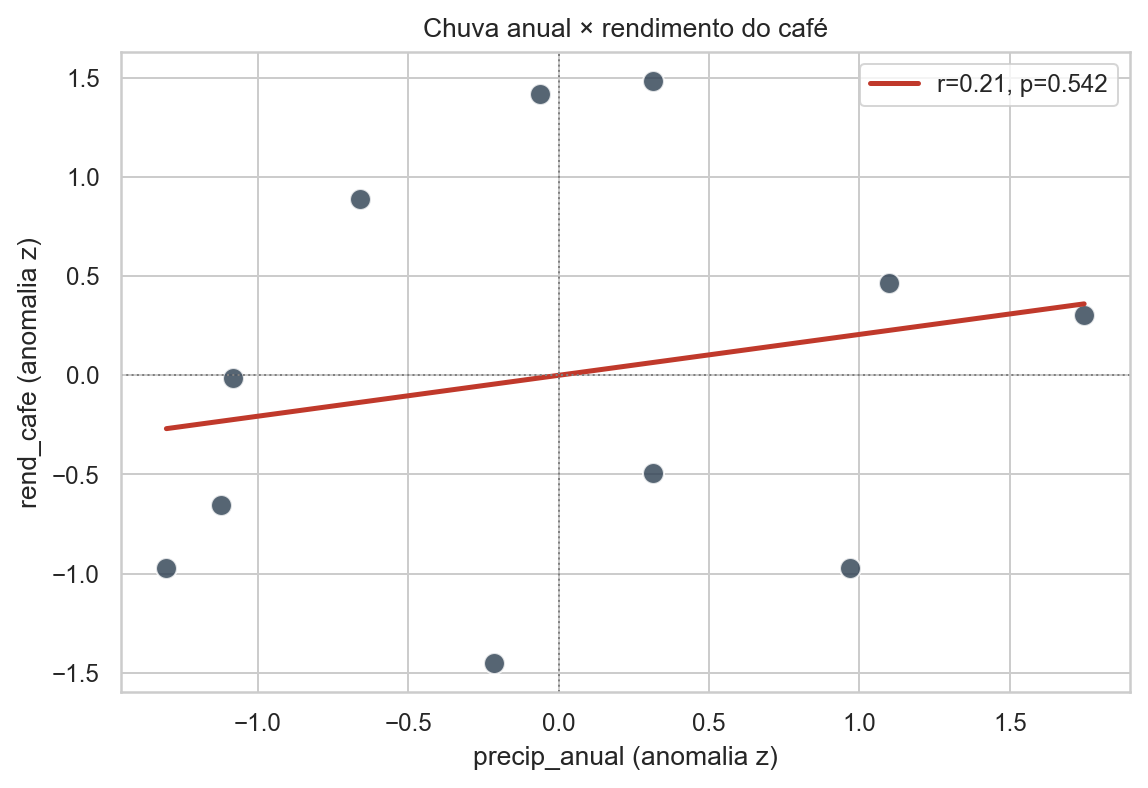 Chuva anual × rendimento do café
r=0.21, p=0.542
rend_cafe (anomalia z)
1.5
1.0
0.5
0.0
−0.5
−1.0
−1.5
−1.0 −0.5 0.0 0.5 1.0 1.5
precip_anual (anomalia z)